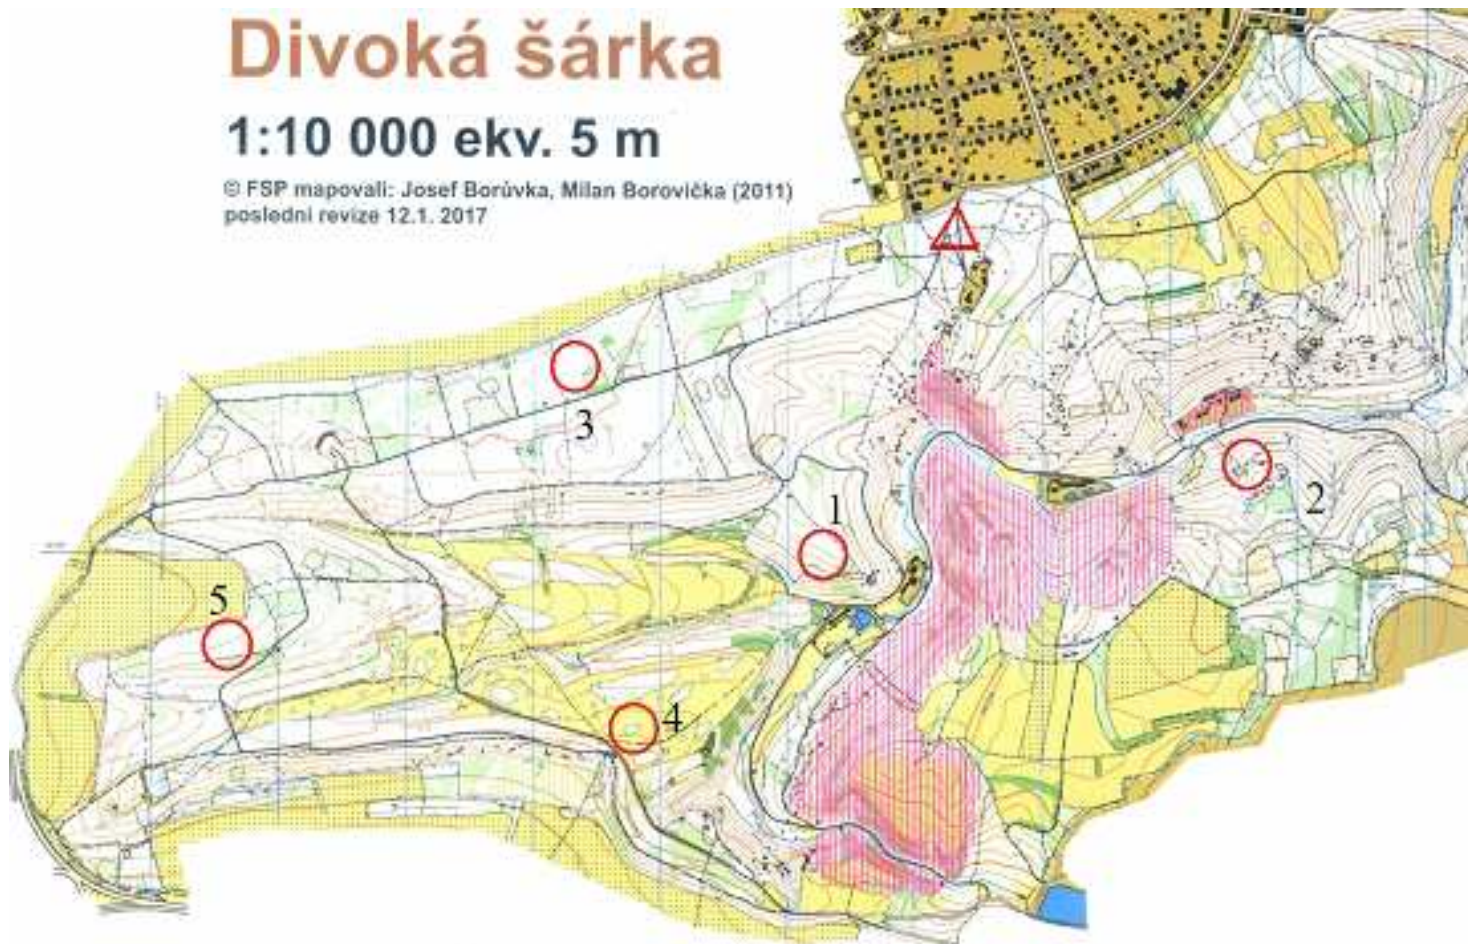 Divoká šárka
1:10 000 ekv. 5 m
© FSP mapovali: Josef Borůvka, Milan Borovička (2011)
poslední revize 12.1. 2017
3
1
2
5
4